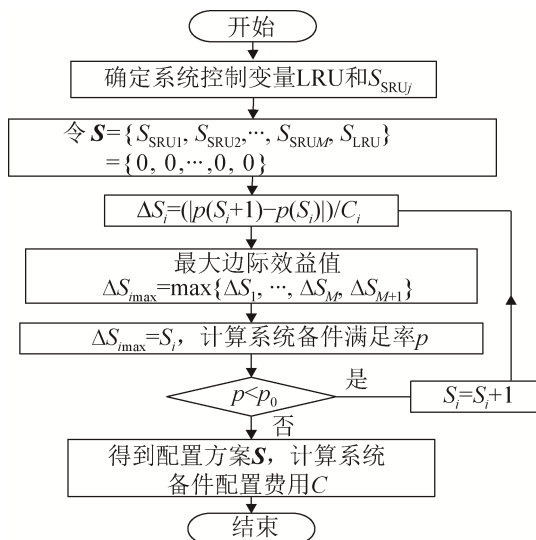 开始
确定系统控制变量LRU和S_SRUj
令S={S_SRU1, S_SRU2,···, S_SRUM, S_LRU}
={0, 0,···,0, 0}
ΔS_i=(|p(S_i+1)−p(S_i)|)/C_i
最大边际效益值
ΔS_imax=max{ΔS_1, ···, ΔS_M, ΔS_M+1}
ΔS_imax=S_i，计算系统备件满足率p
p<p_0
是
S_i=S_i+1
否
得到配置方案S，计算系统
备件配置费用C
结束